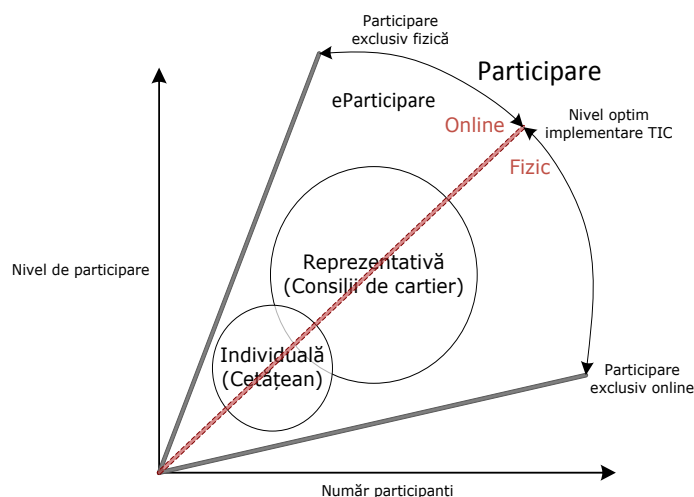 Participare
exclusiv fizică
Participare
eParticipare
Online
Nivel optim
implementare TIC
Fizic
Nivel de participare
Reprezentativă
(Consilii de cartier)
Individuală
(Cetățean)
Participare
exclusiv online
Număr participanti